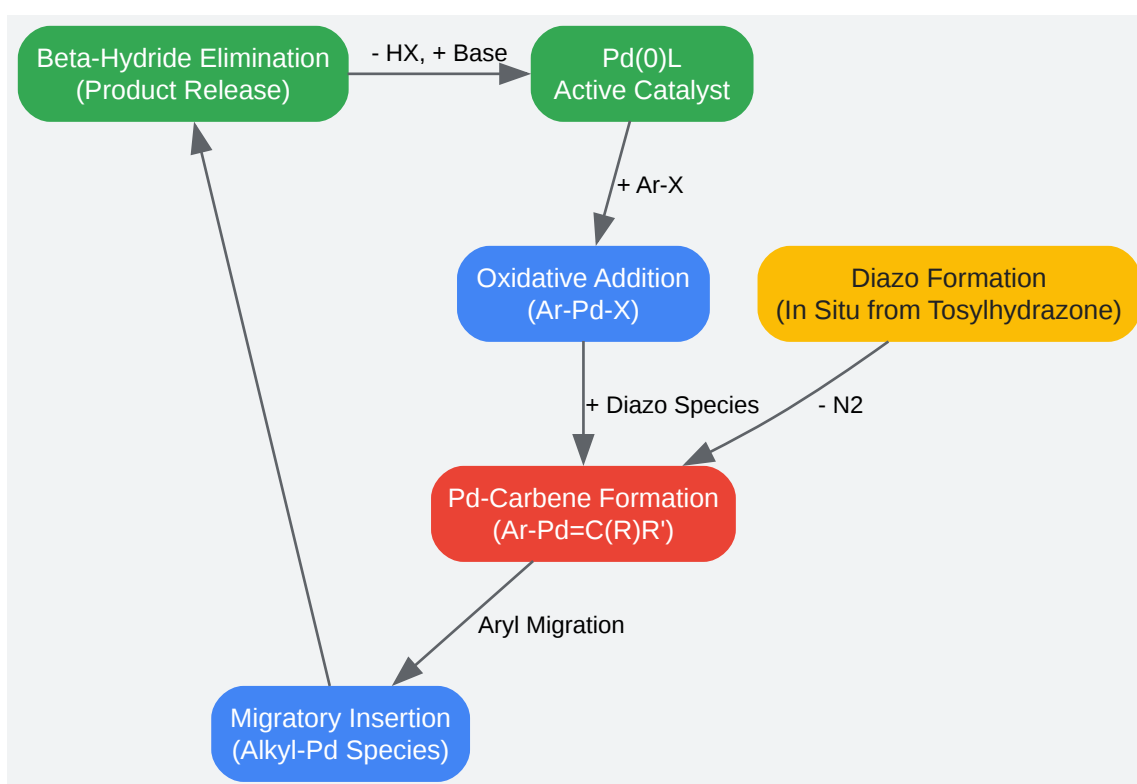 Beta-Hydride Elimination
(Product Release)
- HX, + Base
Pd(0)L
Active Catalyst
+ Ar-X
Oxidative Addition
(Ar-Pd-X)
Diazo Formation
(In Situ from Tosylhydrazone)
+ Diazo Species
- N2
Pd-Carbene Formation
(Ar-Pd=C(R)R')
Aryl Migration
Migratory Insertion
(Alkyl-Pd Species)